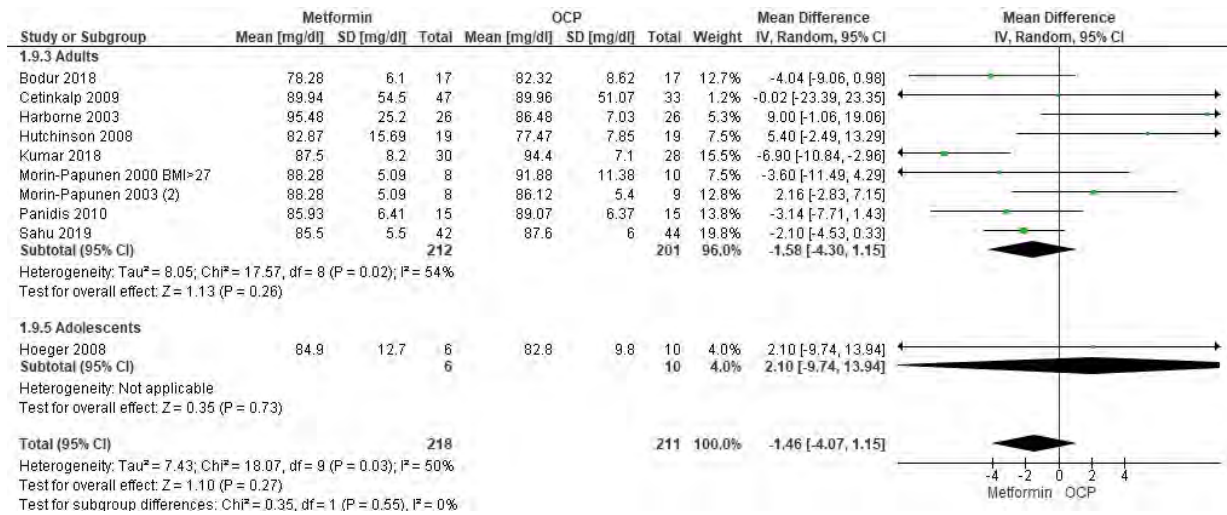 Metformin OCP Mean Difference Mean Difference
Study or Subgroup Mean [mg/dl] SD [mg/dl] Total Mean [mg/dl] SD [mg/dl] Total Weight IV, Random, 95% CI IV, Random, 95% CI
1.9.3 Adults
Bodur 2018 78.28 6.1 17 82.32 8.62 17 12.7% -4.04 [-9.06, 0.98]
Cetinkalp 2009 89.94 54.5 47 89.96 51.07 33 1.2% -0.02 [-23.39, 23.35]
Harborne 2003 95.48 25.2 26 86.48 7.03 26 5.3% 9.00 [-1.06, 19.06]
Hutchinson 2008 82.87 15.69 19 77.47 7.85 19 7.7% 5.40 [-2.49, 13.29]
Kumar 2018 87.5 8.2 30 94.4 7.1 28 15.5% -6.90 [-10.84, -2.96]
Morin-Papunen 2000 BMI>27 88.28 5.09 8 91.88 11.38 10 7.5% -3.60 [-11.49, 4.29]
Morin-Papunen 2003 (2) 88.28 5.09 8 86.12 5.4 9 12.8% 2.16 [-2.83, 7.15]
Panidis 2010 85.93 6.41 15 89.07 6.37 15 13.8% -3.14 [-7.71, 1.43]
Sahu 2019 85.5 5.5 42 87.6 6 44 19.8% -2.10 [-4.53, 0.33]
Subtotal (95% CI) 212 201 96.0% -1.58 [-4.30, 1.15]
Heterogeneity: Tau² = 8.05; Chi² = 17.57, df = 8 (P = 0.02); I² = 54%
Test for overall effect: Z = 1.13 (P = 0.26)
1.9.5 Adolescents
Hoeger 2008 84.9 12.7 6 82.8 9.8 10 4.0% 2.10 [-9.74, 13.94]
Subtotal (95% CI) 6 10 4.0% 2.10 [-9.74, 13.94]
Heterogeneity: Not applicable
Test for overall effect: Z = 0.35 (P = 0.73)
Total (95% CI) 218 211 100.0% -1.46 [-4.07, 1.15]
Heterogeneity: Tau² = 7.43; Chi² = 18.07, df = 9 (P = 0.03); I² = 50%
Test for overall effect: Z = 1.10 (P = 0.27)
Test for subgroup differences: Chi² = 0.35, df = 1 (P = 0.55), I² = 0%
-4 -2 0 2 4
Metformin OCP